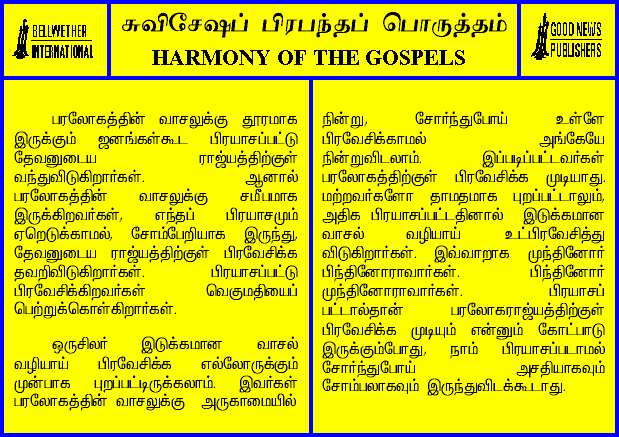 BELLWETHER
INTERNATIONAL
சுவிசேஷப் பிரபந்தப் பொருத்தம்
HARMONY OF THE GOSPELS
GOOD NEWS
PUBLISHERS
பரலோகத்தின் வாசலுக்கு தூரமாக
இருக்கும் ஜனங்கள்கூட பிரயாசப்பட்டு
தேவனுடைய ராஜ்யத்திற்குள்
வந்துவிடுகிறார்கள். ஆனால்
பரலோகத்தின் வாசலுக்கு சமீபமாக
இருக்கிறவர்கள், எந்தப் பிரயாசமும்
ஏறெடுக்காமல், சோம்பேறியாக இருந்து,
தேவனுடைய ராஜ்யத்திற்குள் பிரவேசிக்க
தவறிவிடுகிறார்கள். பிரயாசப்பட்டு
பிரவேசிக்கிறவர்கள் வெகுமதியைப்
பெற்றுக்கொள்கிறார்கள்.
ஒருசிலர் இடுக்கமான வாசல்
வழியாய் பிரவேசிக்க எல்லோருக்கும்
முன்பாக புறப்பட்டிருக்கலாம். இவர்கள்
பரலோகத்தின் வாசலுக்கு அருகாமையில்
நின்று, சோர்ந்துபோய் உள்ளே
பிரவேசிக்காமல் அங்கேயே
நின்றுவிடலாம். இப்படிப்பட்டவர்கள்
பரலோகத்திற்குள் பிரவேசிக்க முடியாது.
மற்றவர்களோ தாமதமாக புறப்பட்டாலும்,
அதிக பிரயாசப்பட்டதினால் இடுக்கமான
வாசல் வழியாய் உட்பிரவேசித்து
விடுகிறார்கள். இவ்வாறாக முந்தினோர்
பிந்தினோராவார்கள். பிந்தினோர்
முந்தினோராவார்கள். பிரயாசப்
பட்டால்தான் பரலோகராஜ்யத்திற்குள்
பிரவேசிக்க முடியும் என்னும் கோட்பாடு
இருக்கும்போது, நாம் பிரயாசப்படாமல்
சோர்ந்துபோய் அசதியாகவும்
சோம்பலாகவும் இருந்துவிடக்கூடாது.